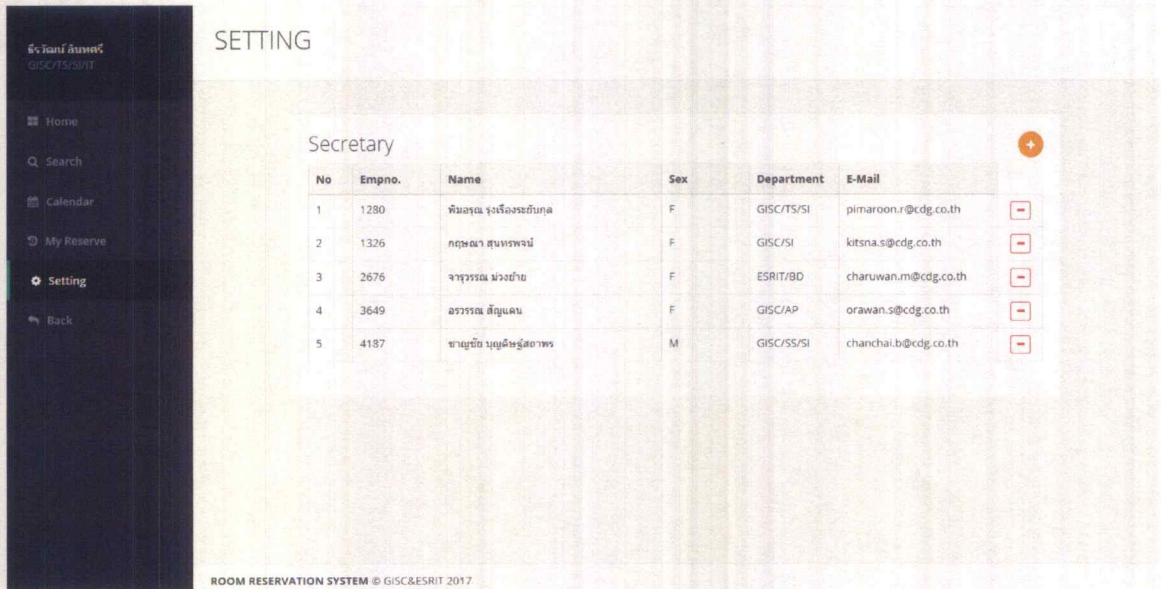 ธีรวัฒน์ อินทศรี
GISC/TS/SI/IT
Home
Search
Calendar
My Reserve
Setting
Back
SETTING
Secretary
No Empno. Name Sex Department E-Mail
1 1280 พิมอรุณ รุ่งเรืองระยับกุล F GISC/TS/SI pimaroon.r@cdg.co.th
2 1326 กฤษณา สุนทรพจน์ F GISC/SI kitsna.s@cdg.co.th
3 2676 จารุวรรณ ม่วงย้าย F ESRIT/BD charuwan.m@cdg.co.th
4 3649 อรวรรณ สัญแดน F GISC/AP orawan.s@cdg.co.th
5 4187 ชาญชัย บุญดิษฐ์สถาพร M GISC/SS/SI chanchai.b@cdg.co.th
ROOM RESERVATION SYSTEM © GISC&ESRIT 2017